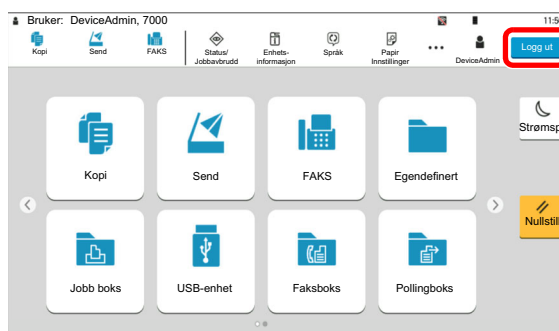 Bruker: DeviceAdmin, 7000
Kopi Send FAKS Status/ Jobbavbrudd Enhets- informasjon Språk Papir Innstillinger DeviceAdmin Logg ut
Kopi Send FAKS Egendefinert
Jobb boks USB-enhet Faksboks Pollingboks